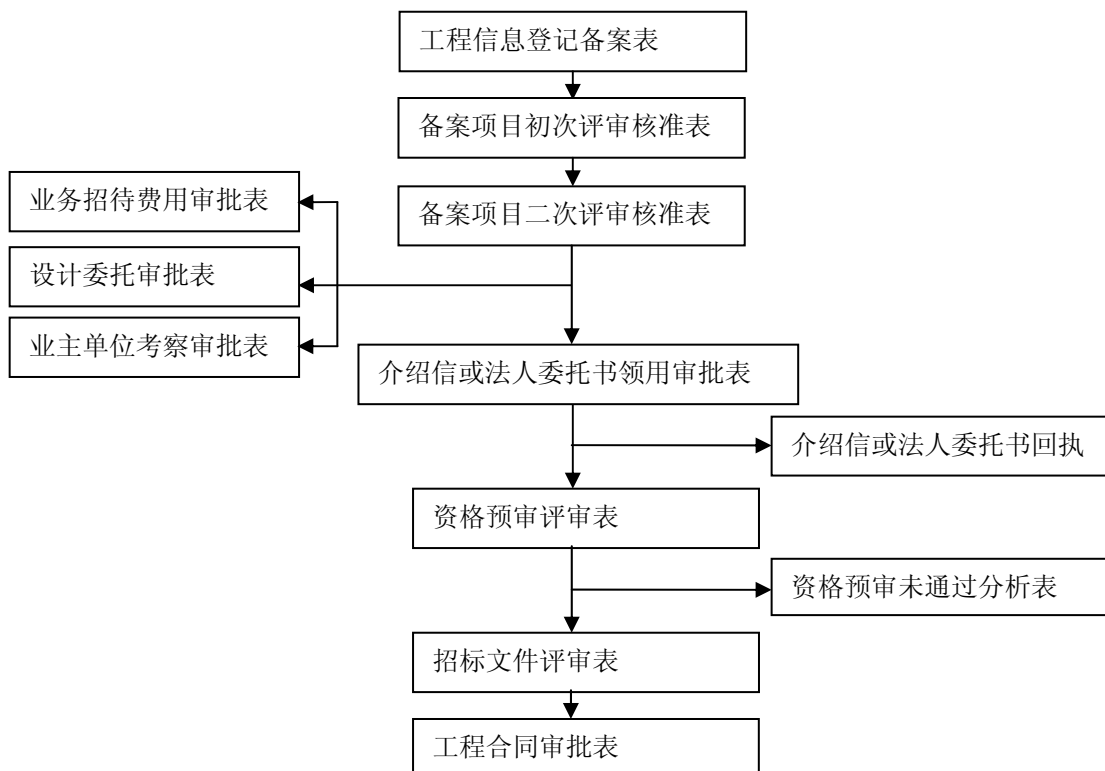 工程信息登记备案表
备案项目初次评审核准表
业务招待费用审批表
备案项目二次评审核准表
设计委托审批表
业主单位考察审批表
介绍信或法人委托书领用审批表
介绍信或法人委托书回执
资格预审评审表
资格预审未通过分析表
招标文件评审表
工程合同审批表